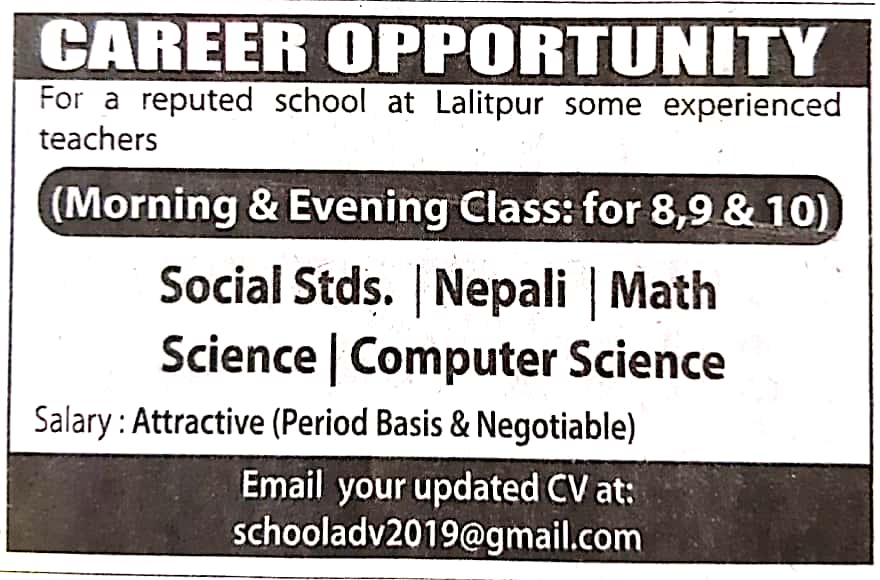 CAREER OPPORTUNITY
For a reputed school at Lalitpur some experienced
teachers
(Morning & Evening Class: for 8,9 & 10)
Social Stds. | Nepali | Math
Science | Computer Science
Salary : Attractive (Period Basis & Negotiable)
Email your updated CV at:
schooladv2019@gmail.com